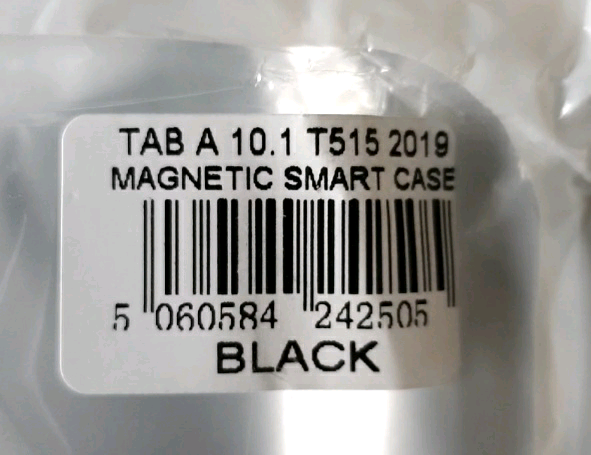 TAB A 10.1 T515 2019
MAGNETIC SMART CASE
5 060584 242505
BLACK